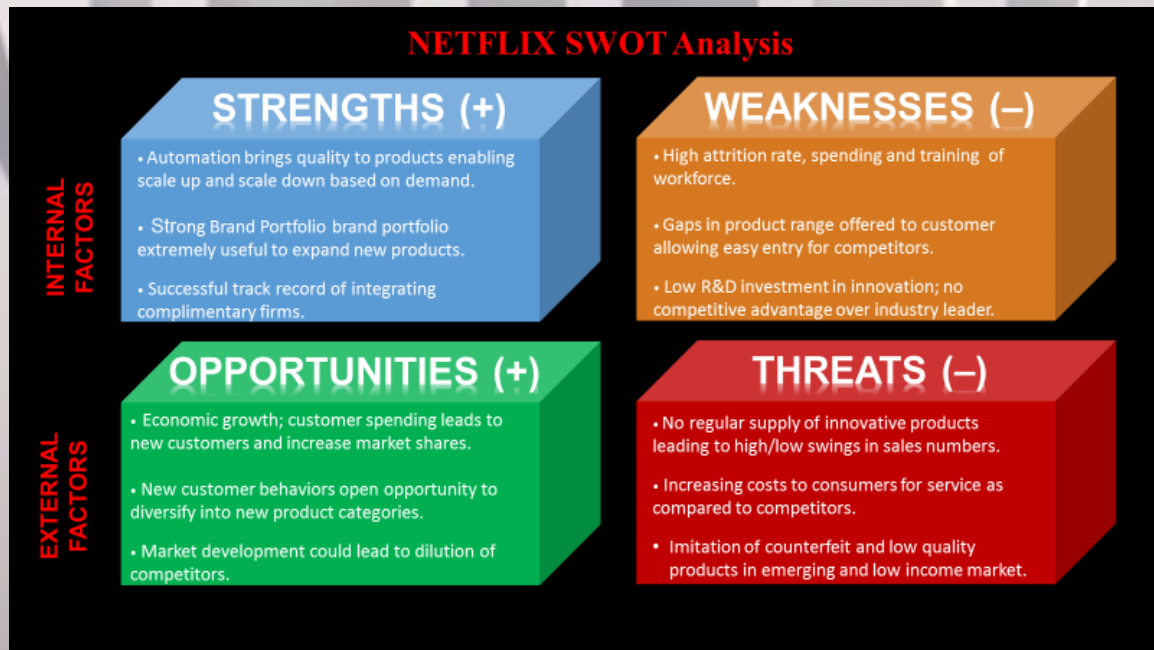 NETFLIX SWOT Analysis
INTERNAL
FACTORS
STRENGTHS (+)
• Automation brings quality to products enabling
scale up and scale down based on demand.
• Strong Brand Portfolio brand portfolio
extremely useful to expand new products.
• Successful track record of integrating
complimentary firms.
WEAKNESSES (–)
• High attrition rate, spending and training of
workforce.
• Gaps in product range offered to customer
allowing easy entry for competitors.
• Low R&D investment in innovation; no
competitive advantage over industry leader.
EXTERNAL
FACTORS
OPPORTUNITIES (+)
• Economic growth; customer spending leads to
new customers and increase market shares.
• New customer behaviors open opportunity to
diversify into new product categories.
• Market development could lead to dilution of
competitors.
THREATS (–)
• No regular supply of innovative products
leading to high/low swings in sales numbers.
• Increasing costs to consumers for service as
compared to competitors.
• Imitation of counterfeit and low quality
products in emerging and low income market.